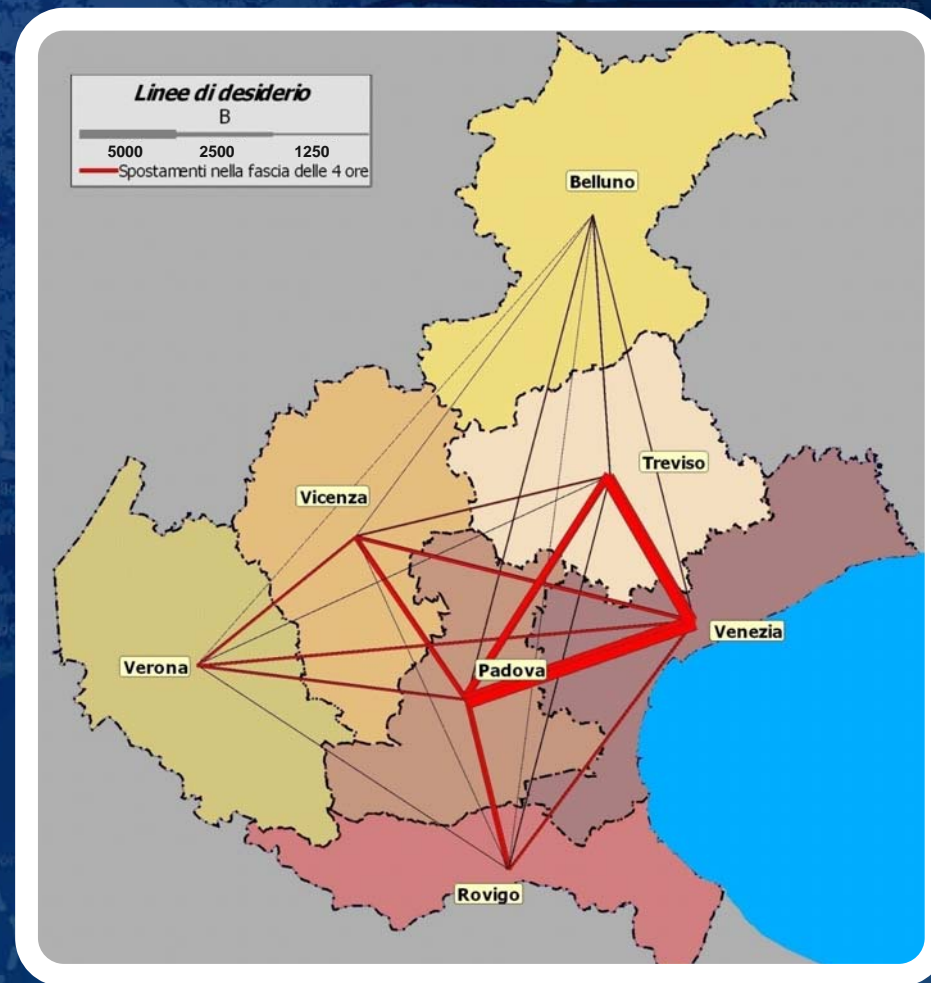 Linee di desiderio
B
5000 2500 1250
Spostamenti nella fascia delle 4 ore
Belluno
Treviso
Vicenza
Venezia
Verona
Padova
Rovigo